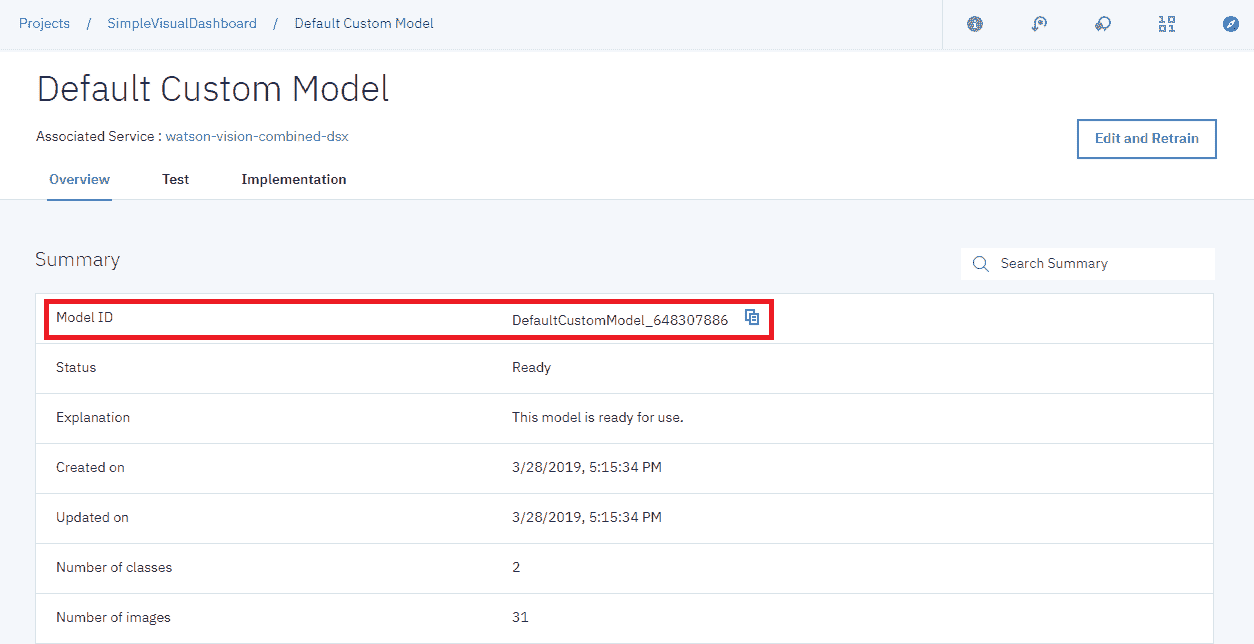 Projects / SimpleVisualDashboard / Default Custom Model
Default Custom Model
Associated Service : watson-vision-combined-dsx
Edit and Retrain
Overview Test Implementation
Summary
Search Summary
Model ID DefaultCustomModel_648307886
Status Ready
Explanation This model is ready for use.
Created on 3/28/2019, 5:15:34 PM
Updated on 3/28/2019, 5:15:34 PM
Number of classes 2
Number of images 31